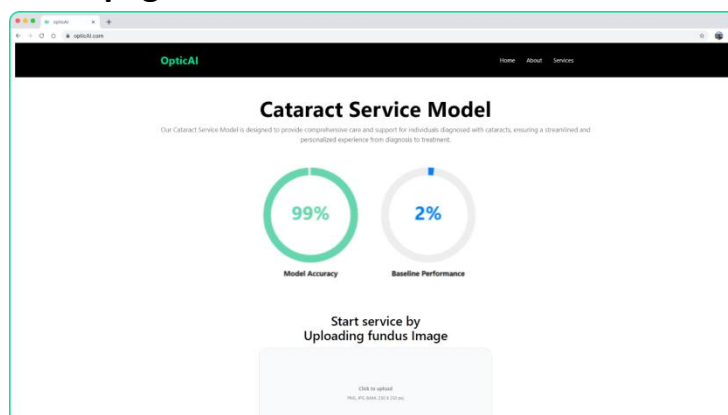 opticAI
opticAi.com
OpticAI
Home About Services
Cataract Service Model
Our Cataract Service Model is designed to provide comprehensive care and support for individuals diagnosed with cataracts, ensuring a streamlined and
personalized experience from diagnosis to treatment.
99%
2%
Model Accuracy
Baseline Performance
Start service by
Uploading fundus Image
Click to upload